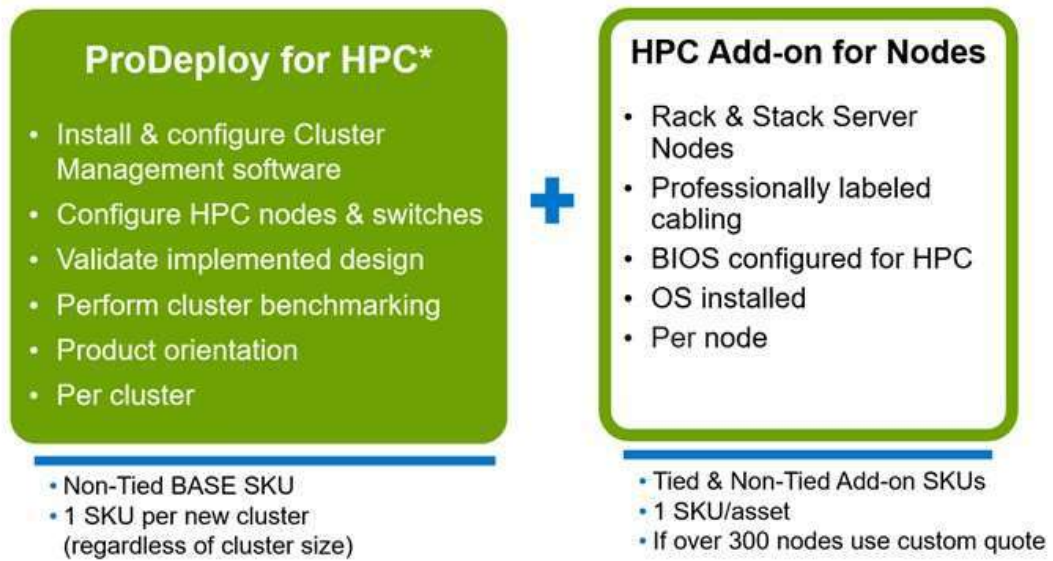 ProDeploy for HPC*
• Install & configure Cluster
Management software
• Configure HPC nodes & switches
• Validate implemented design
• Perform cluster benchmarking
• Product orientation
• Per cluster
• Non-Tied BASE SKU
• 1 SKU per new cluster
(regardless of cluster size)
HPC Add-on for Nodes
• Rack & Stack Server
Nodes
• Professionally labeled
cabling
• BIOS configured for HPC
• OS installed
• Per node
• Tied & Non-Tied Add-on SKUs
• 1 SKU/asset
• If over 300 nodes use custom quote